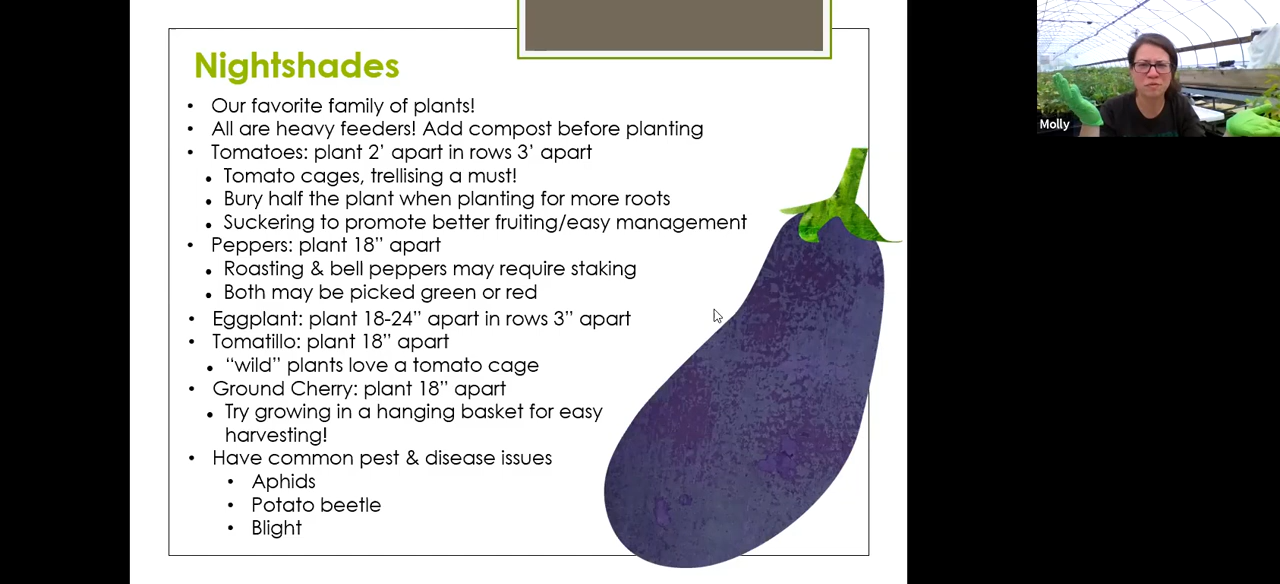 Nightshades
• Our favorite family of plants!
• All are heavy feeders! Add compost before planting
• Tomatoes: plant 2’ apart in rows 3’ apart
• Tomato cages, trellising a must!
• Bury half the plant when planting for more roots
• Suckering to promote better fruiting/easy management
• Peppers: plant 18” apart
• Roasting & bell peppers may require staking
• Both may be picked green or red
• Eggplant: plant 18-24” apart in rows 3” apart
• Tomatillo: plant 18” apart
• “wild” plants love a tomato cage
• Ground Cherry: plant 18” apart
• Try growing in a hanging basket for easy
harvesting!
• Have common pest & disease issues
• Aphids
• Potato beetle
• Blight
Molly